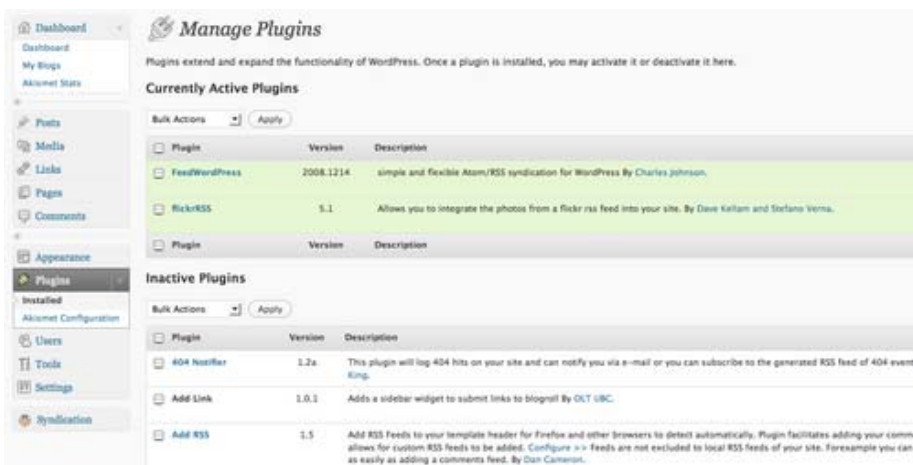 Dashboard
Dashboard
My Blogs
Akismet Stats
Posts
Media
Links
Pages
Comments
Appearance
Plugins
Installed
Akismet Configuration
Users
Tools
Settings
Syndication
Manage Plugins
Plugins extend and expand the functionality of WordPress. Once a plugin is installed, you may activate it or deactivate it here.
Currently Active Plugins
Bulk Actions Apply
Plugin Version Description
FeedWordPress 2008.1214 simple and flexible Atom/RSS syndication for WordPress By Charles Johnson.
flickrRSS 5.1 Allows you to integrate the photos from a flickr rss feed into your site. By Dave Kellam and Stefano Verna.
Plugin Version Description
Inactive Plugins
Bulk Actions Apply
Plugin Version Description
404 Notifier 1.2a This plugin will log 404 hits on your site and can notify you via e-mail or you can subscribe to the generated RSS feed of 404 event
King.
Add Link 1.0.1 Adds a sidebar widget to submit links to blogroll By OLT UBC.
Add RSS 1.5 Add RSS Feeds to your template header for Firefox and other browsers to detect automatically. Plugin facilitates adding your comm
allows for custom RSS feeds to be added. Configure >> Feeds are not excluded to local RSS feeds of your site. Forexample you can
as easily as adding a comments feed. By Dan Cameron.